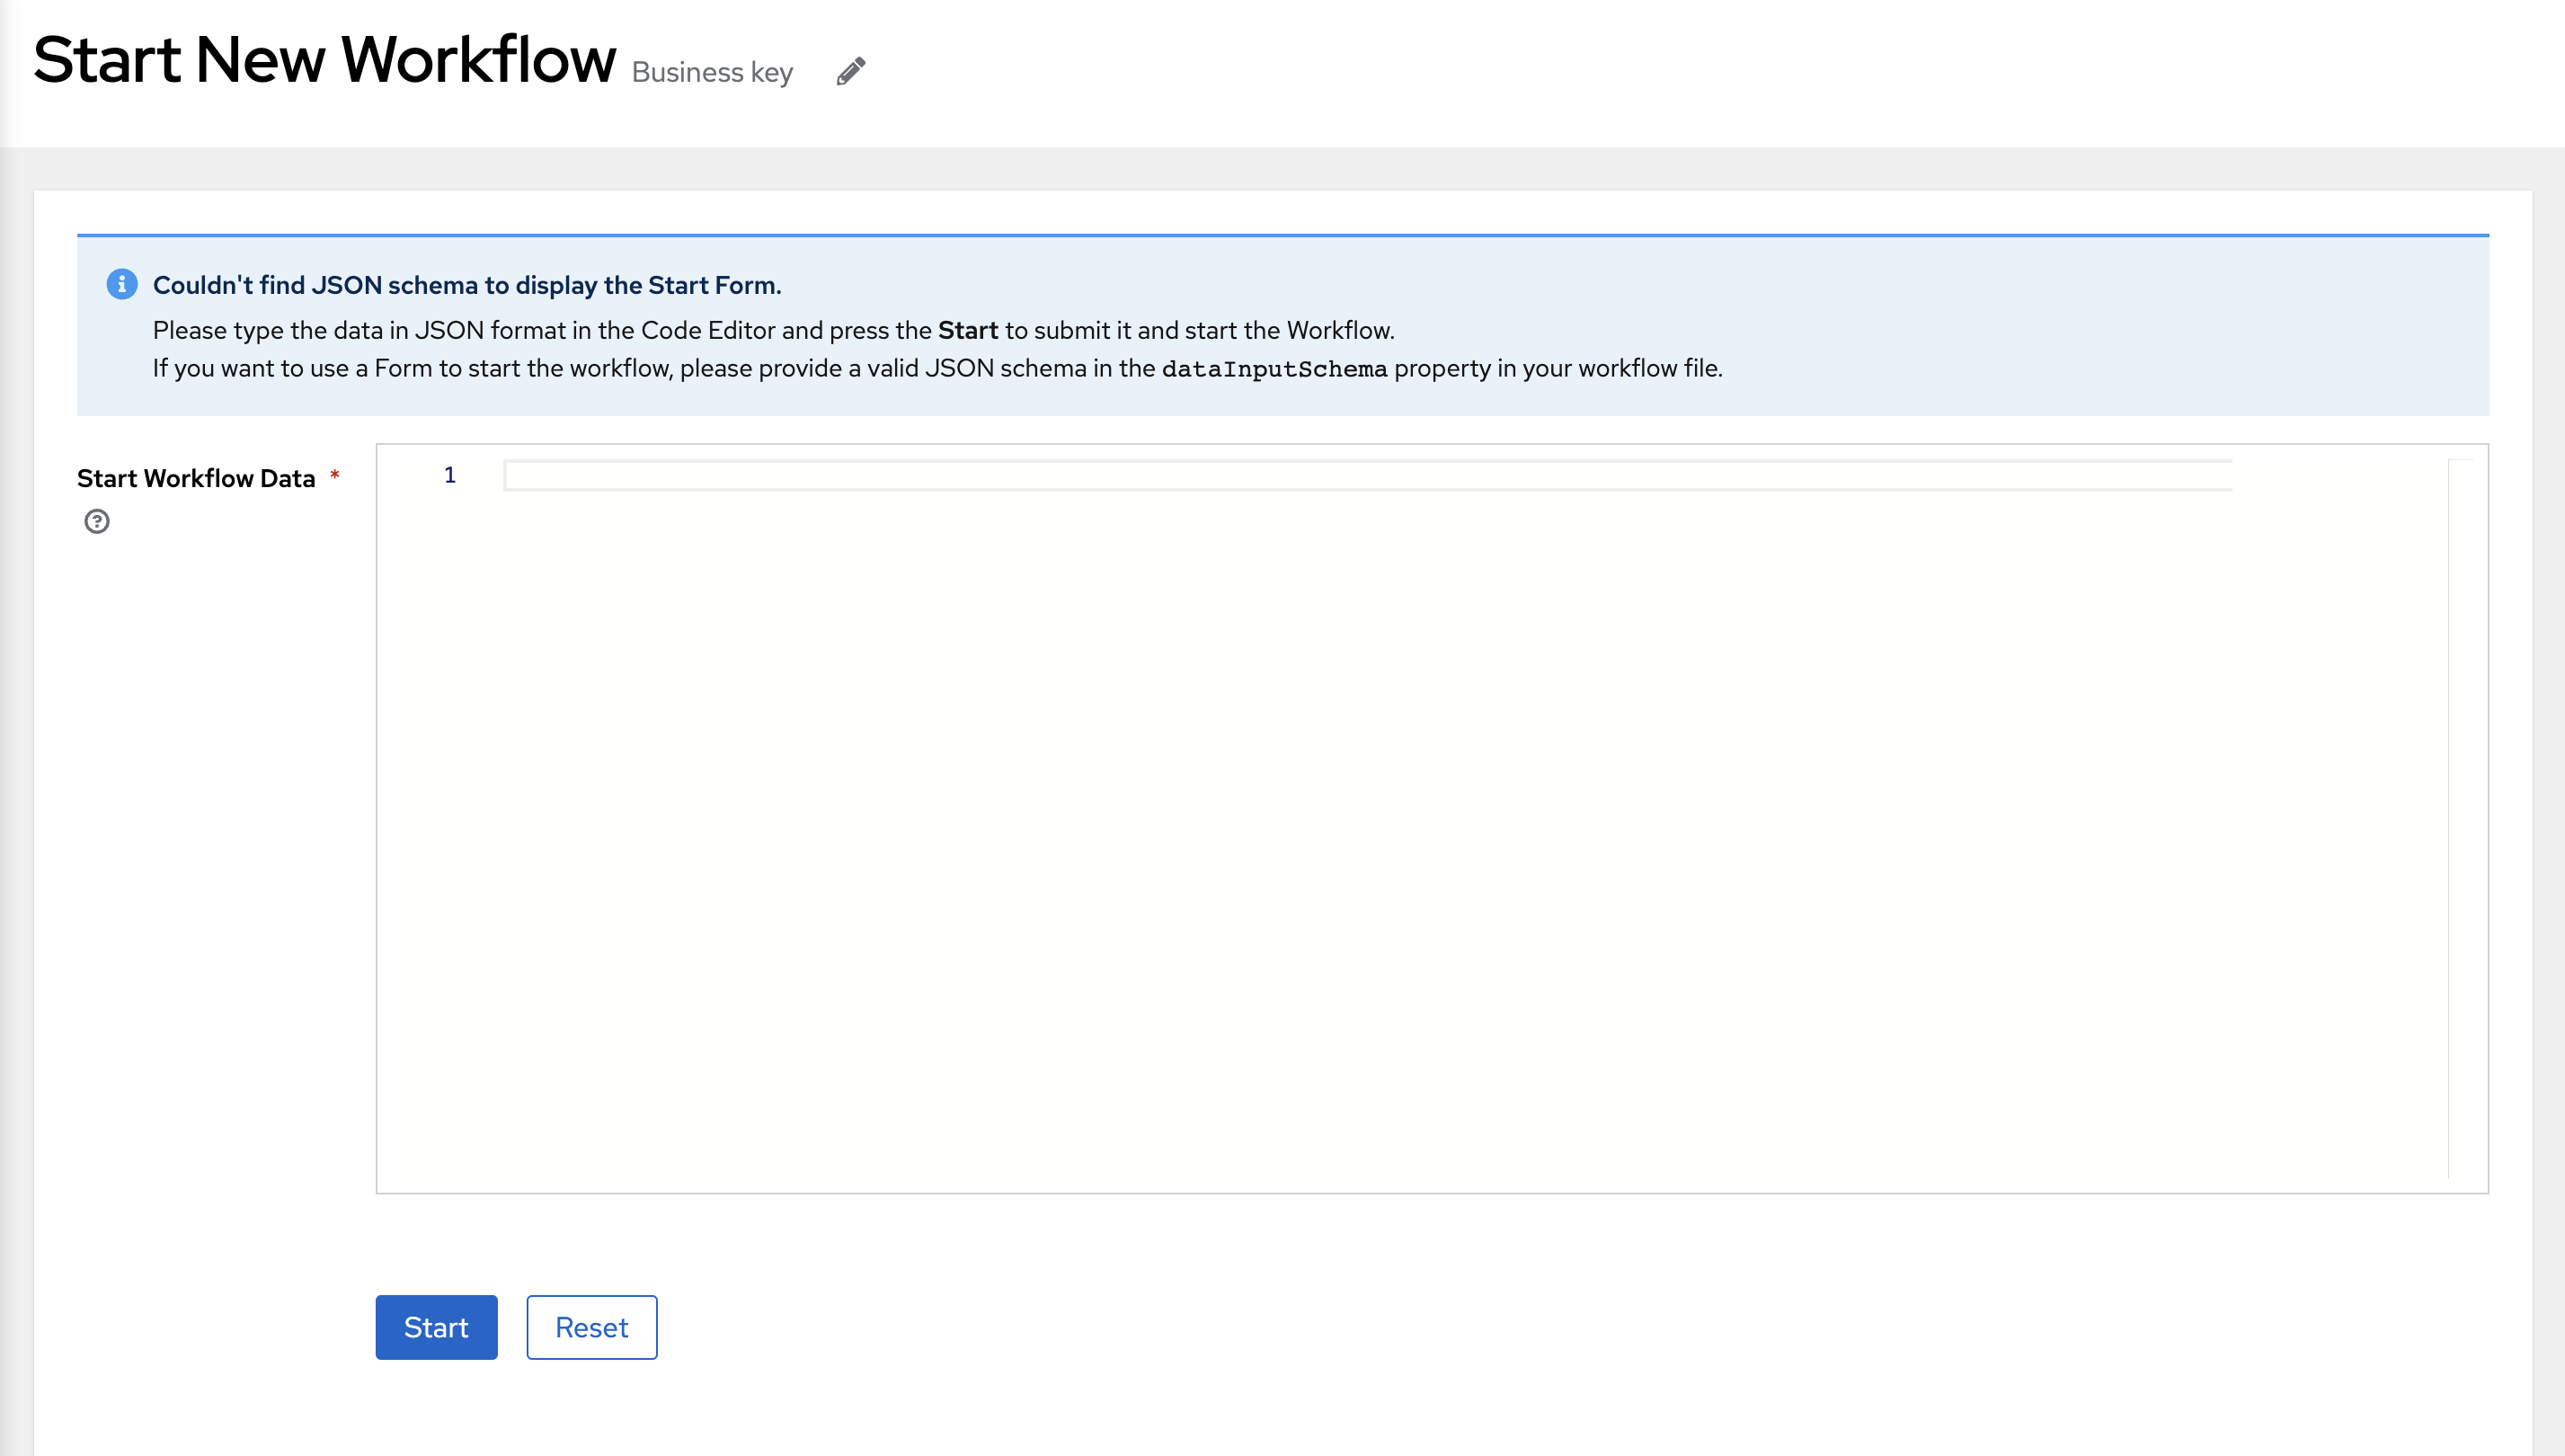 Start New Workflow Business key
Couldn't find JSON schema to display the Start Form.
Please type the data in JSON format in the Code Editor and press the Start to submit it and start the Workflow.
If you want to use a Form to start the workflow, please provide a valid JSON schema in the dataInputSchema property in your workflow file.
Start Workflow Data *
1
Start
Reset